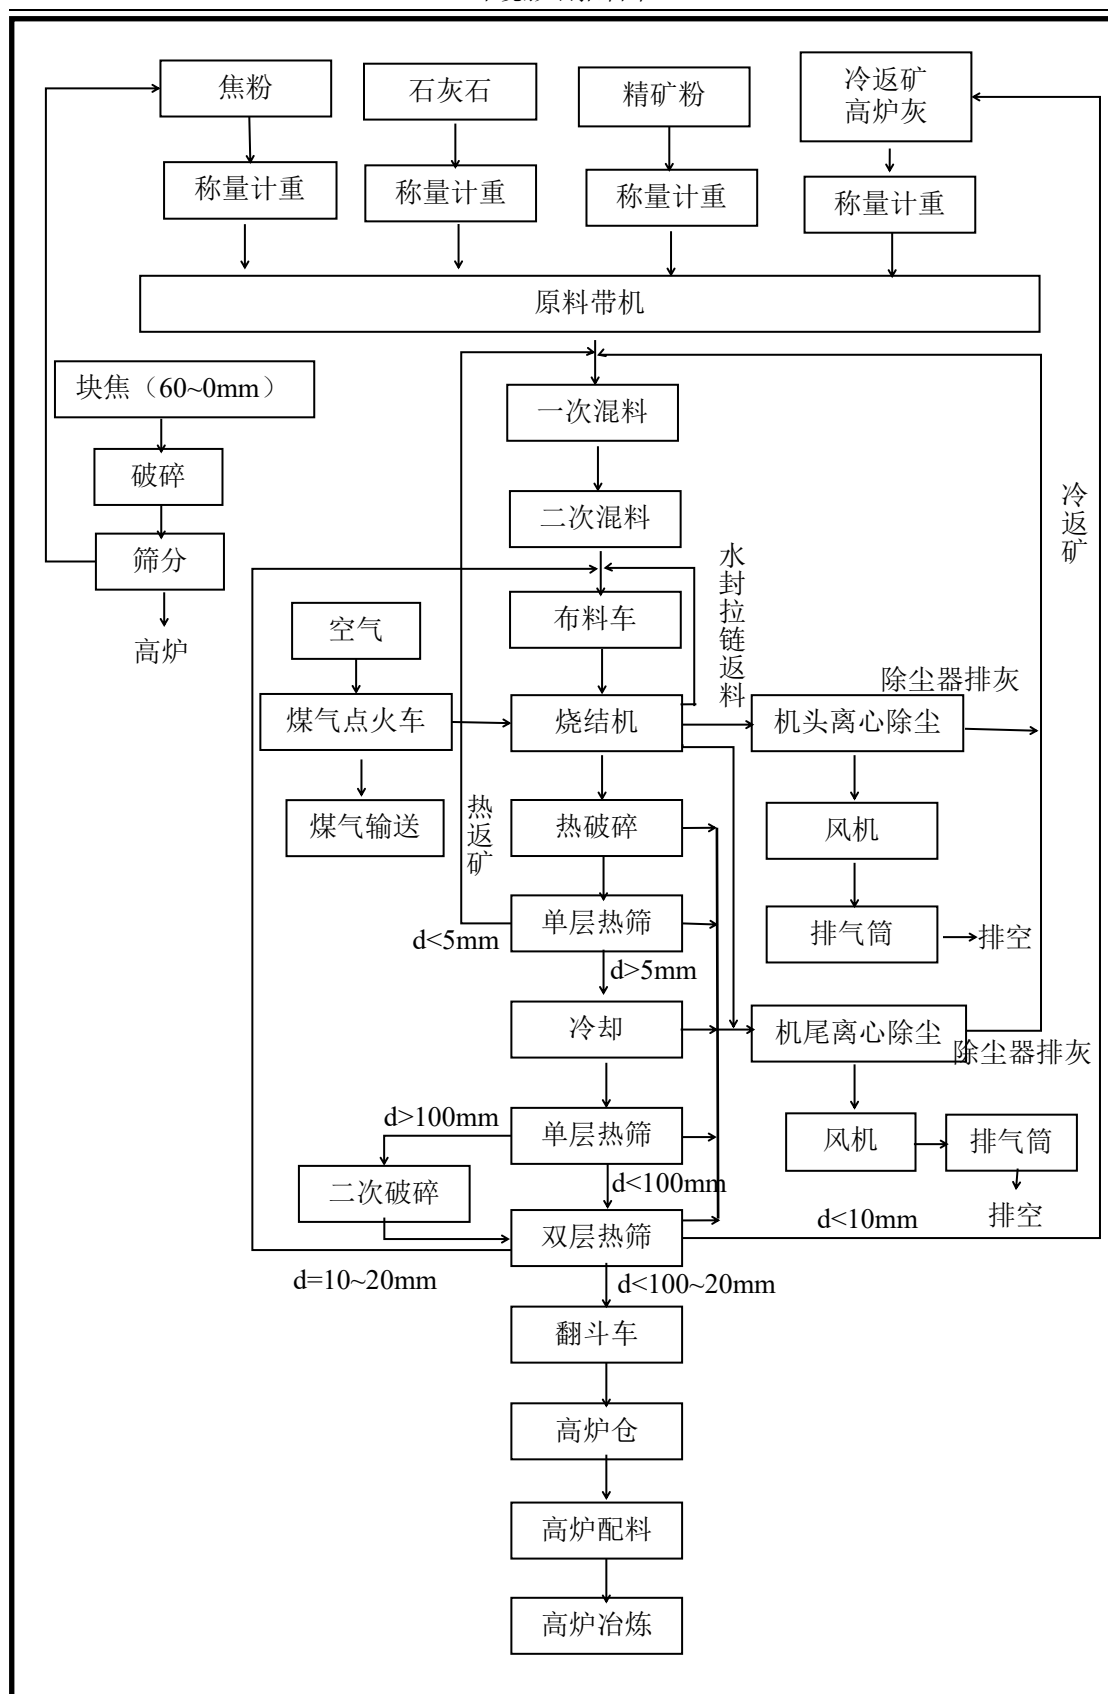 焦粉
石灰石
精矿粉
冷返矿
高炉灰
称量计重
称量计重
称量计重
称量计重
原料带机
块焦（60~0mm）
一次混料
破碎
二次混料
冷返矿
筛分
水封拉链返料
高炉
空气
布料车
除尘器排灰
煤气点火车
烧结机
机头离心除尘
热返矿
煤气输送
热破碎
风机
单层热筛
排气筒
排空
d<5mm
d>5mm
冷却
机尾离心除尘
除尘器排灰
d>100mm
单层热筛
风机
排气筒
二次破碎
d<100mm
双层热筛
d<10mm
排空
d=10~20mm
d<100~20mm
翻斗车
高炉仓
高炉配料
高炉冶炼